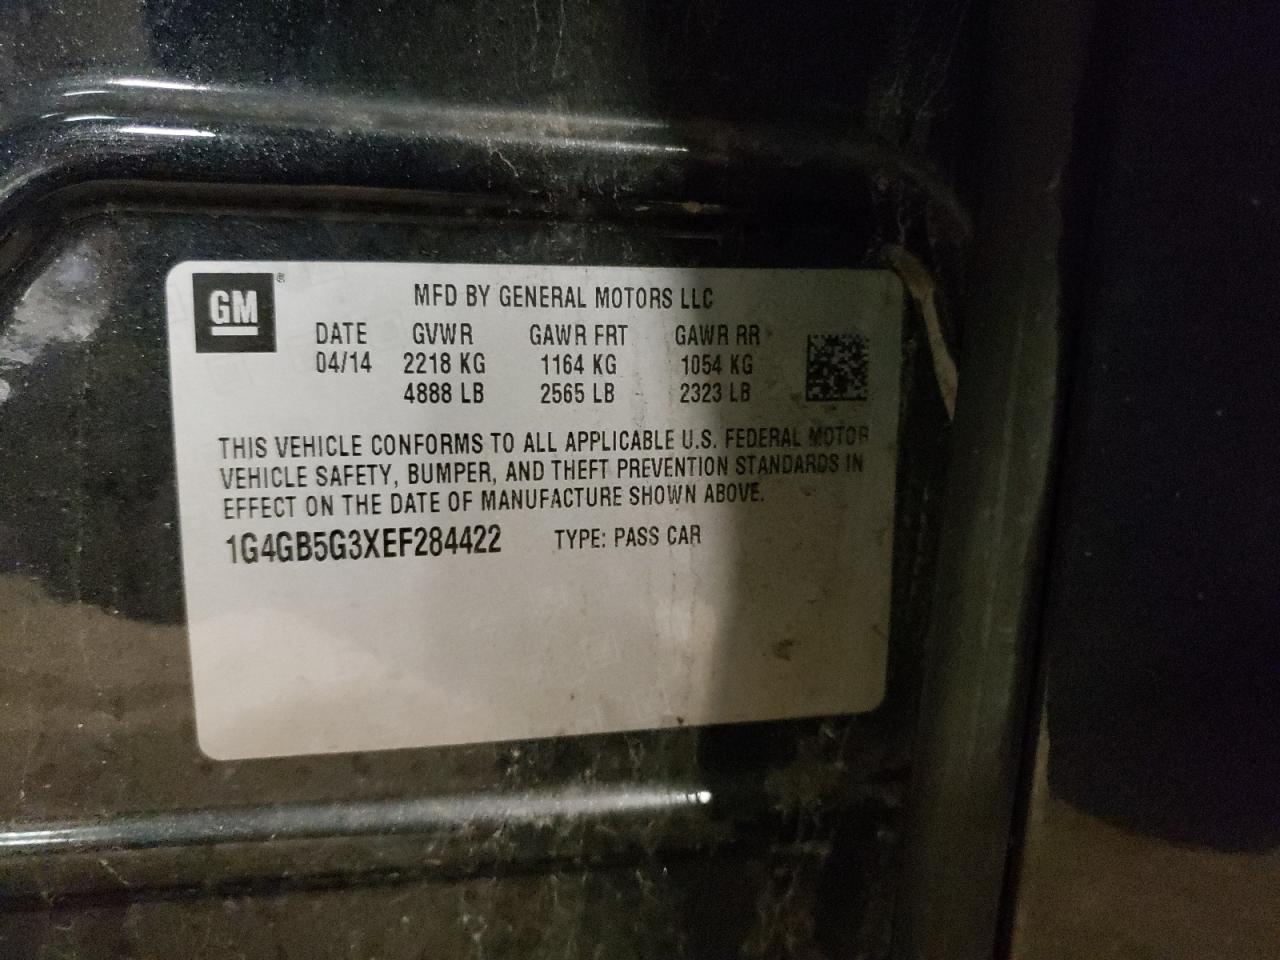 GM ®
MFD BY GENERAL MOTORS LLC
DATE GVWR GAWR FRT GAWR RR
04/14 2218 KG 1164 KG 1054 KG
4888 LB 2565 LB 2323 LB
THIS VEHICLE CONFORMS TO ALL APPLICABLE U.S. FEDERAL MOTOR
VEHICLE SAFETY, BUMPER, AND THEFT PREVENTION STANDARDS IN
EFFECT ON THE DATE OF MANUFACTURE SHOWN ABOVE.
1G4GB5G3XEF284422 TYPE: PASS CAR